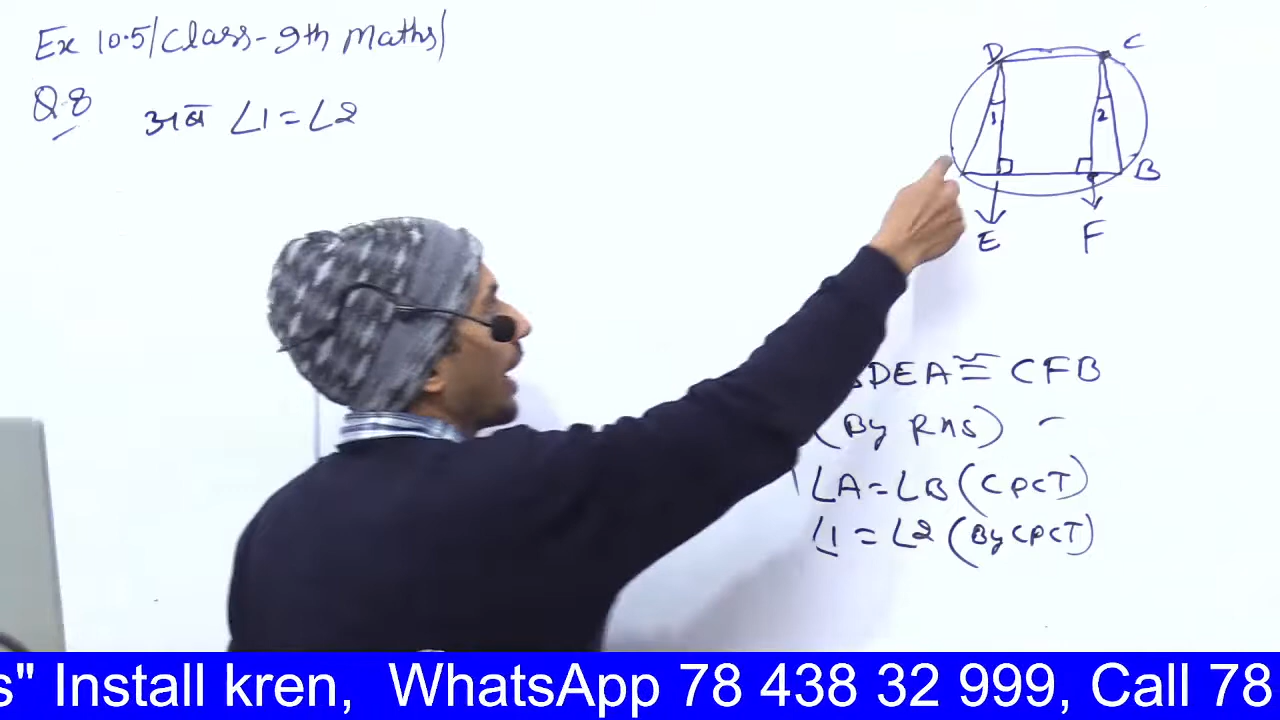 Ex 10.5/Class-9th Maths/
Q.8
अब ∠1=∠2
D
C
1
2
B
E
F
DEA≅CFB
(By RHS)
∠A=∠B(CPCT)
∠1=∠2(By CPCT)
s" Install kren, WhatsApp 78 438 32 999, Call 78